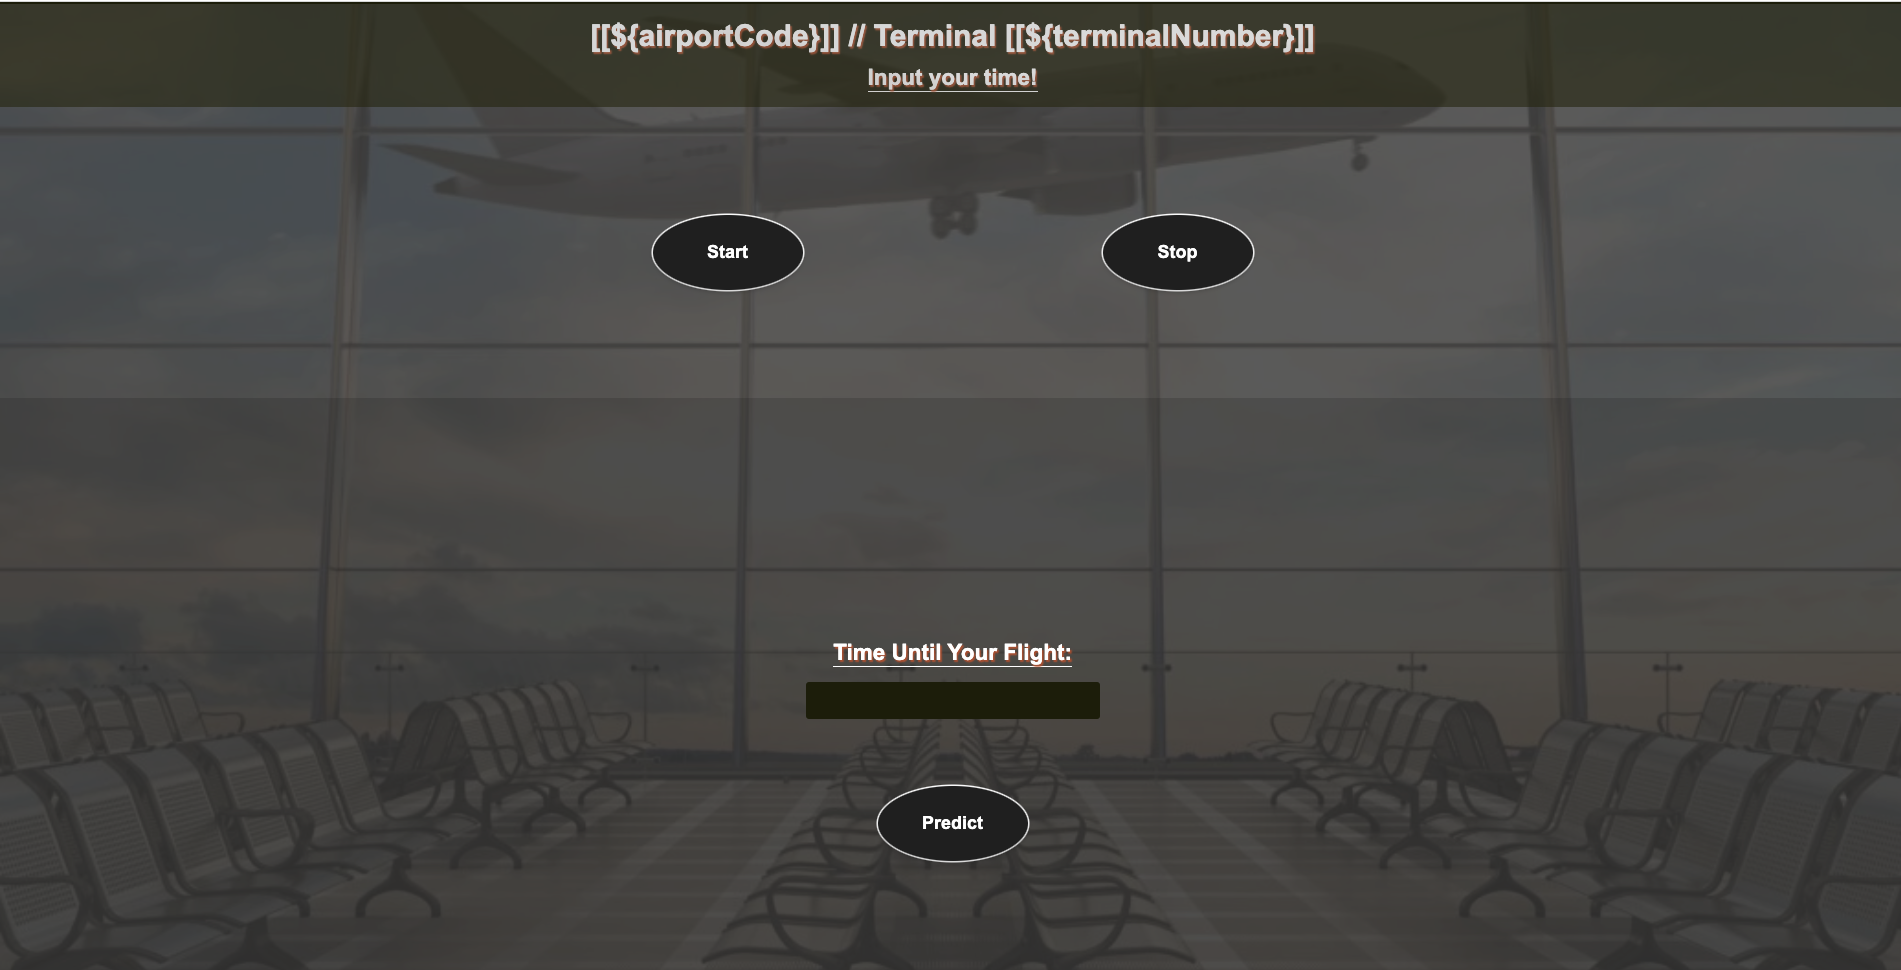 [[${airportCode}]] // Terminal [[${terminalNumber}]]
Input your time!
Start
Stop
Time Until Your Flight:
Predict